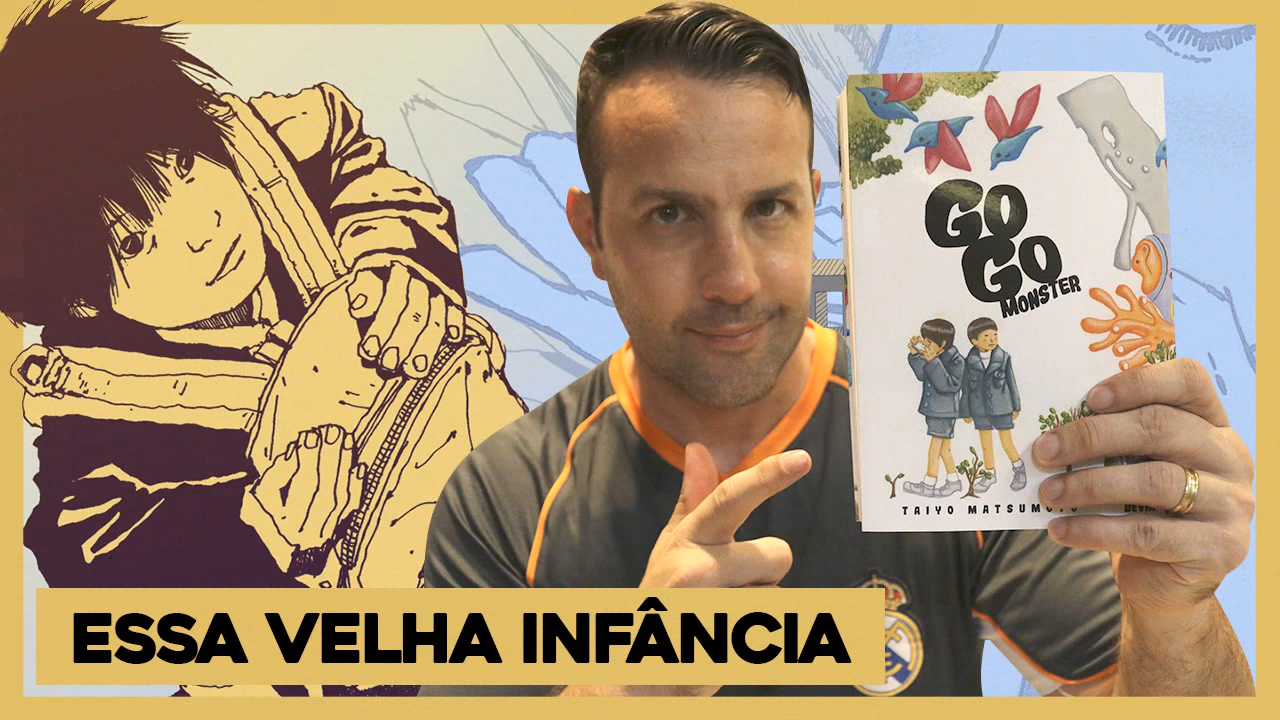 GO
GO
MONSTER
TAIYO MATSUMOTO
ESSA VELHA INFÂNCIA